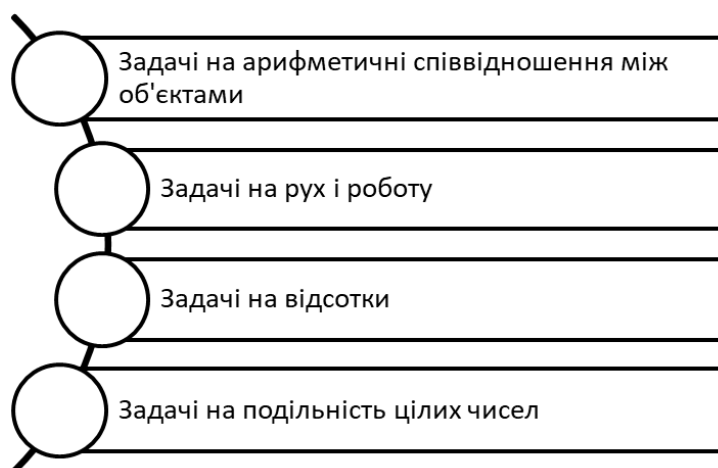 Задачі на арифметичні співвідношення між
об'єктами
Задачі на рух і роботу
Задачі на відсотки
Задачі на подільність цілих чисел